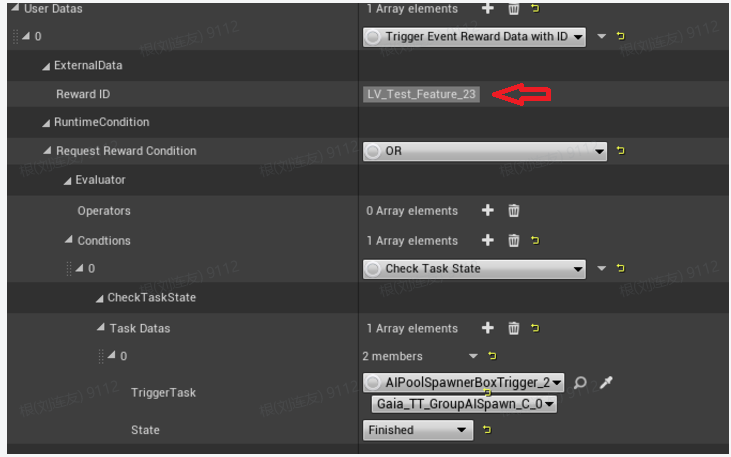 User Datas 1 Array elements
0 Trigger Event Reward Data with ID
ExternalData
Reward ID LV_Test_Feature_23
RuntimeCondition
Request Reward Condition OR
Evaluator
Operators 0 Array elements
Condtions 1 Array elements
0 Check Task State
CheckTaskState
Task Datas 1 Array elements
0 2 members
TriggerTask AIPoolSpawnerBoxTrigger_2
Gaia_TT_GroupAISpawn_C_0
State Finished